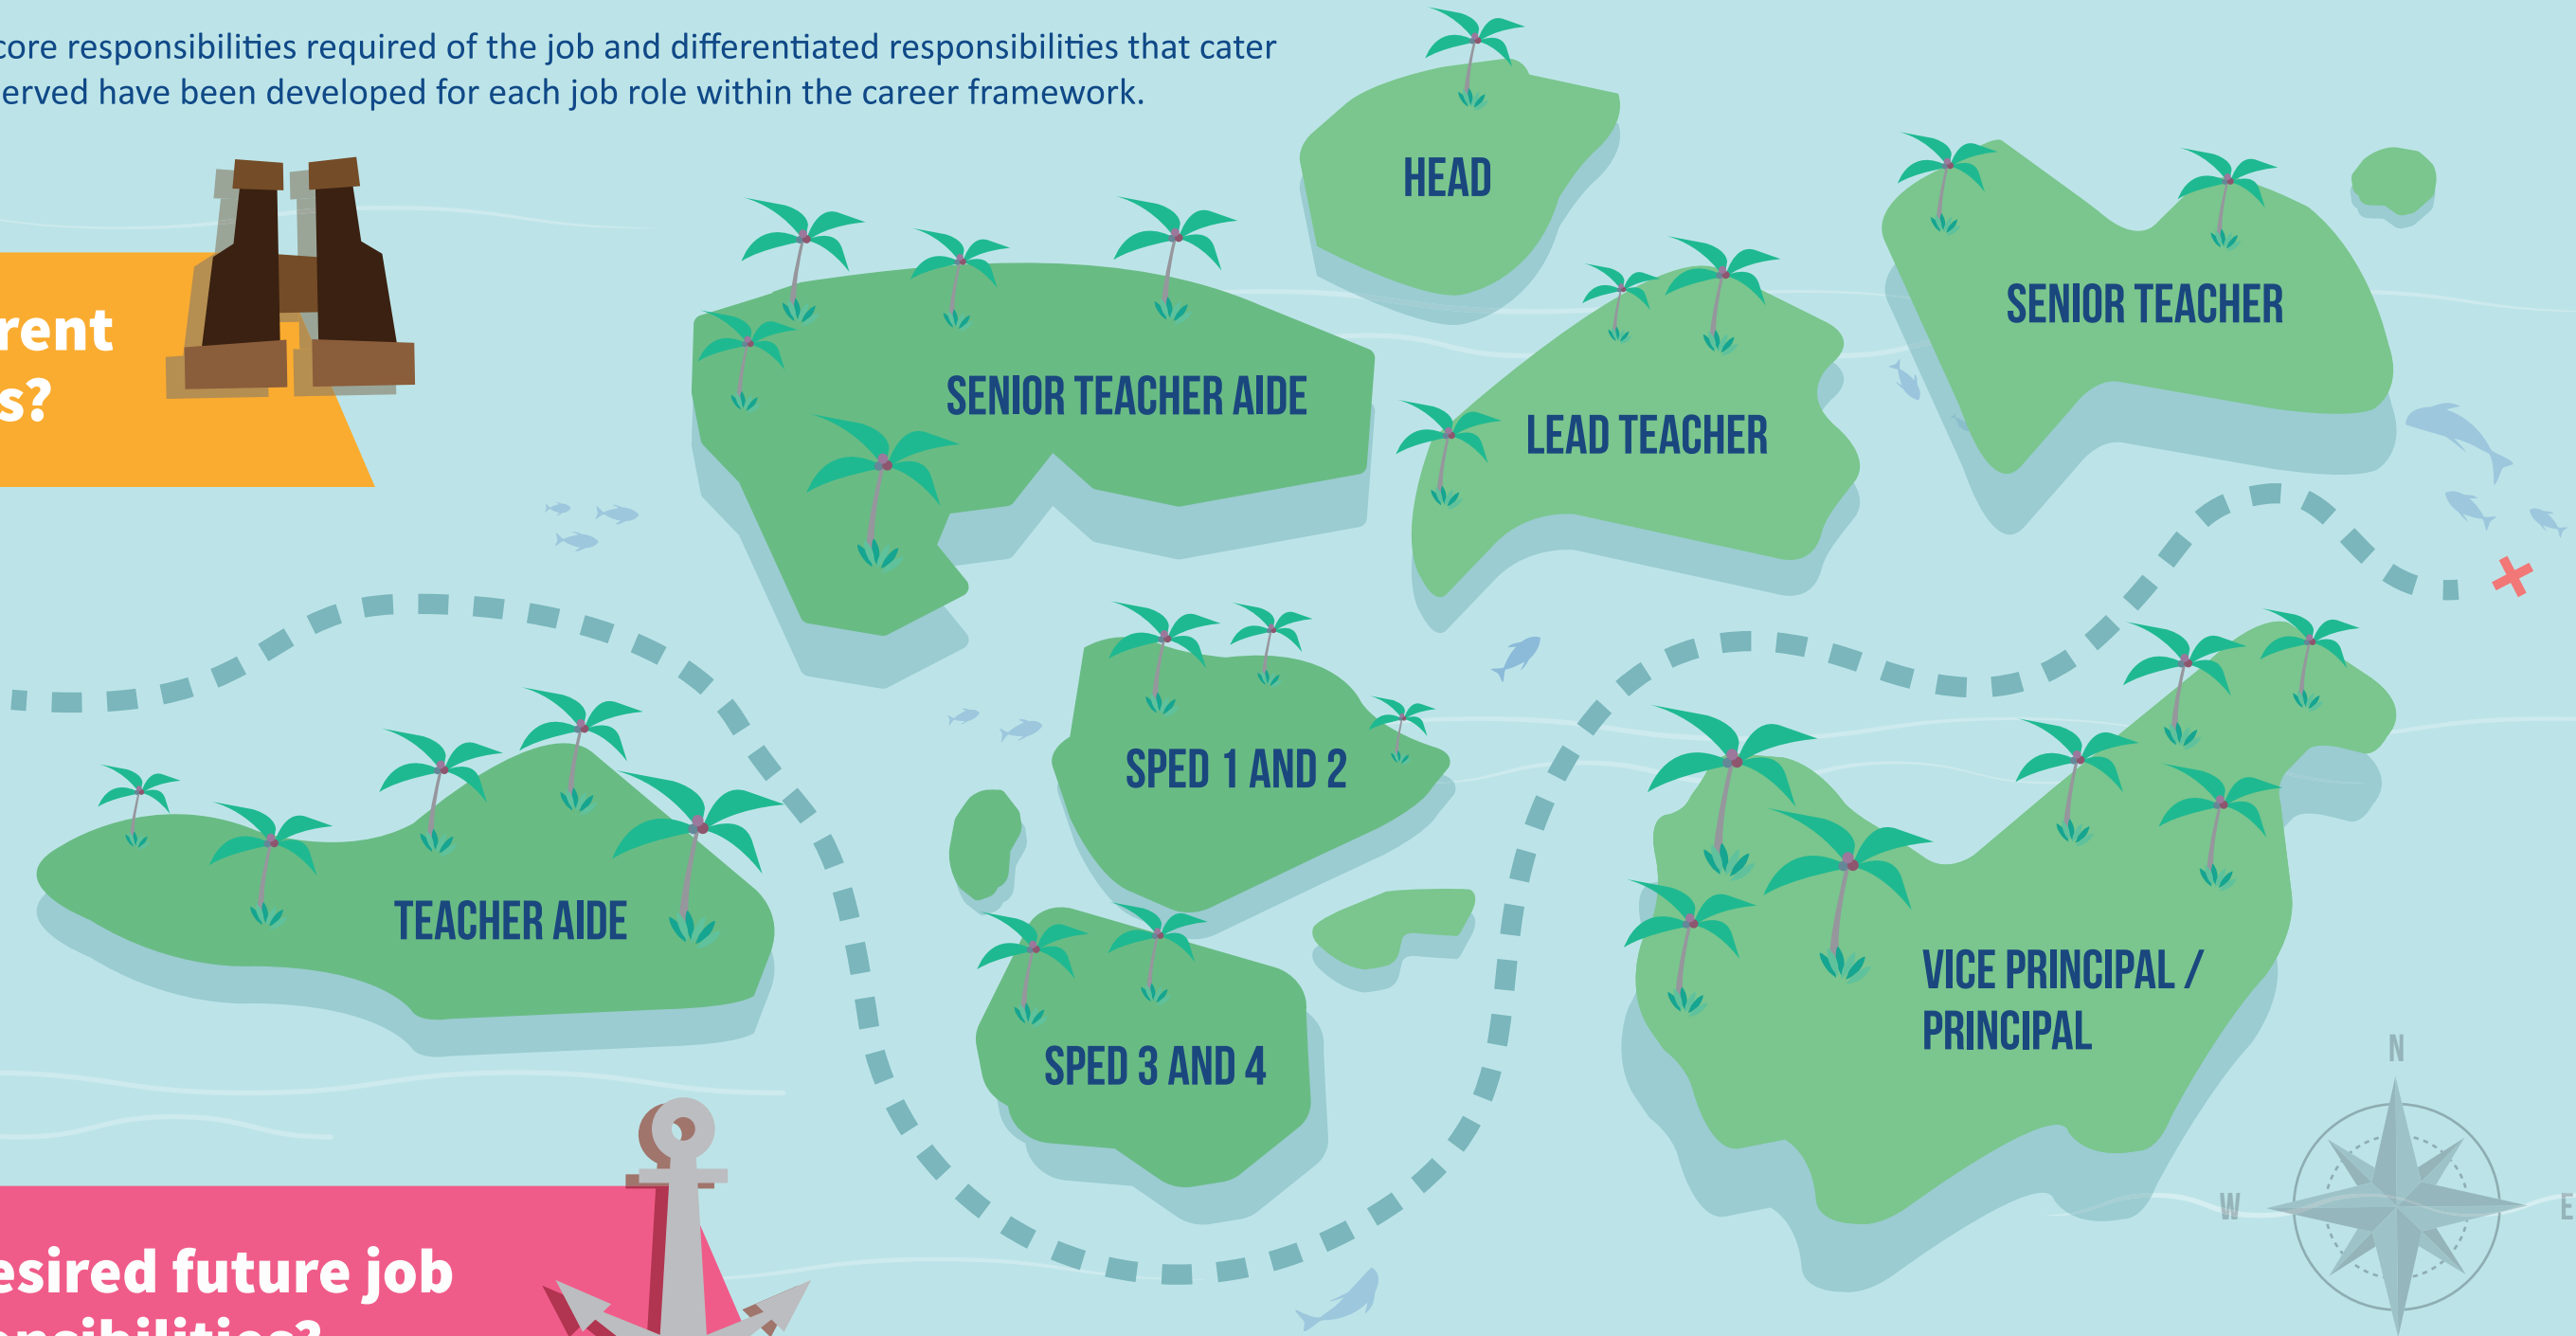 core responsibilities required of the job and differentiated responsibilities that cater
erved have been developed for each job role within the career framework.
HEAD
SENIOR TEACHER
rent
s?
SENIOR TEACHER AIDE
LEAD TEACHER
SPED 1 AND 2
TEACHER AIDE
VICE PRINCIPAL /
PRINCIPAL
SPED 3 AND 4
N
W
E
esired future job
onsibilities?